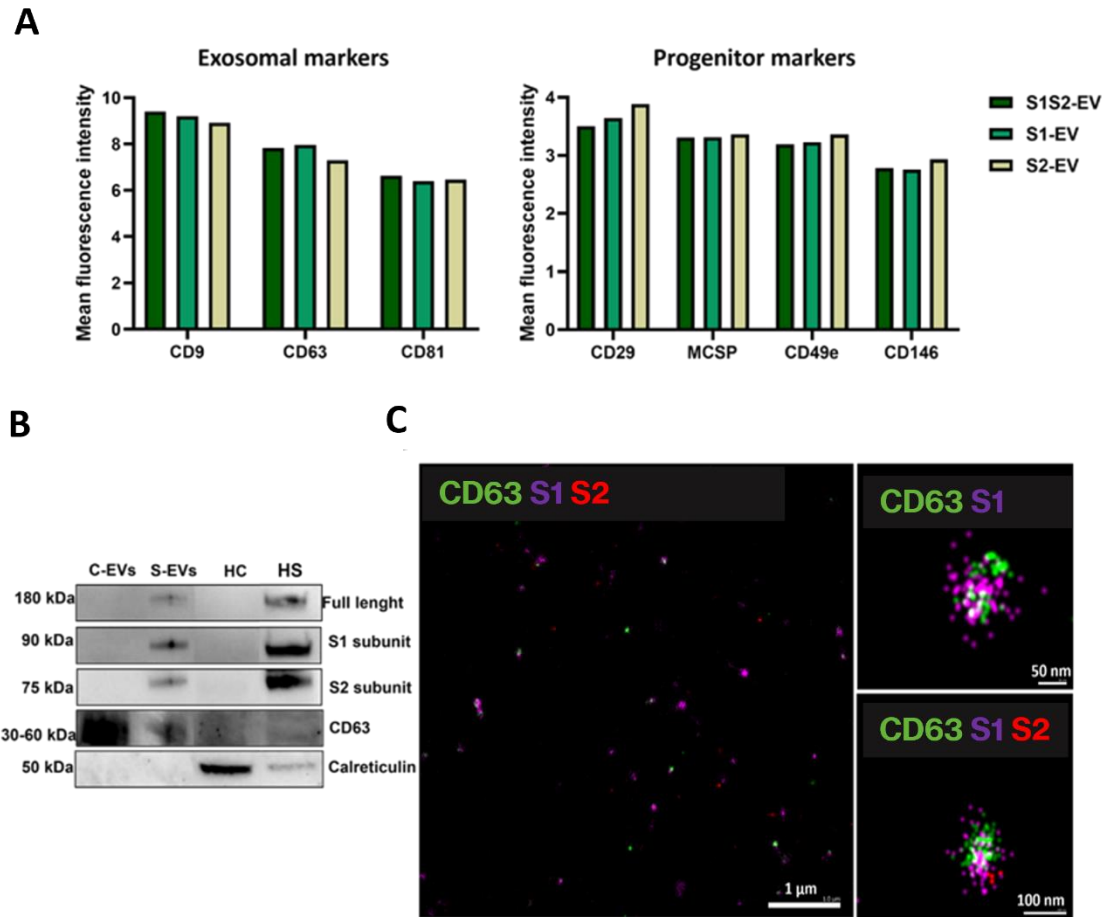 A
Exosomal markers
Mean fluorescence intensity
10
8
6
4
2
0
CD9 CD63 CD81
Progenitor markers
Mean fluorescence intensity
4
3
2
1
0
CD29 MCSP CD49e CD146
S1S2-EV
S1-EV
S2-EV
B
C-EVs S-EVs HC HS
180 kDa Full lenght
90 kDa S1 subunit
75 kDa S2 subunit
30-60 kDa CD63
50 kDa Calreticulin
C
CD63 S1 S2
1 µm
CD63 S1
50 nm
CD63 S1 S2
100 nm